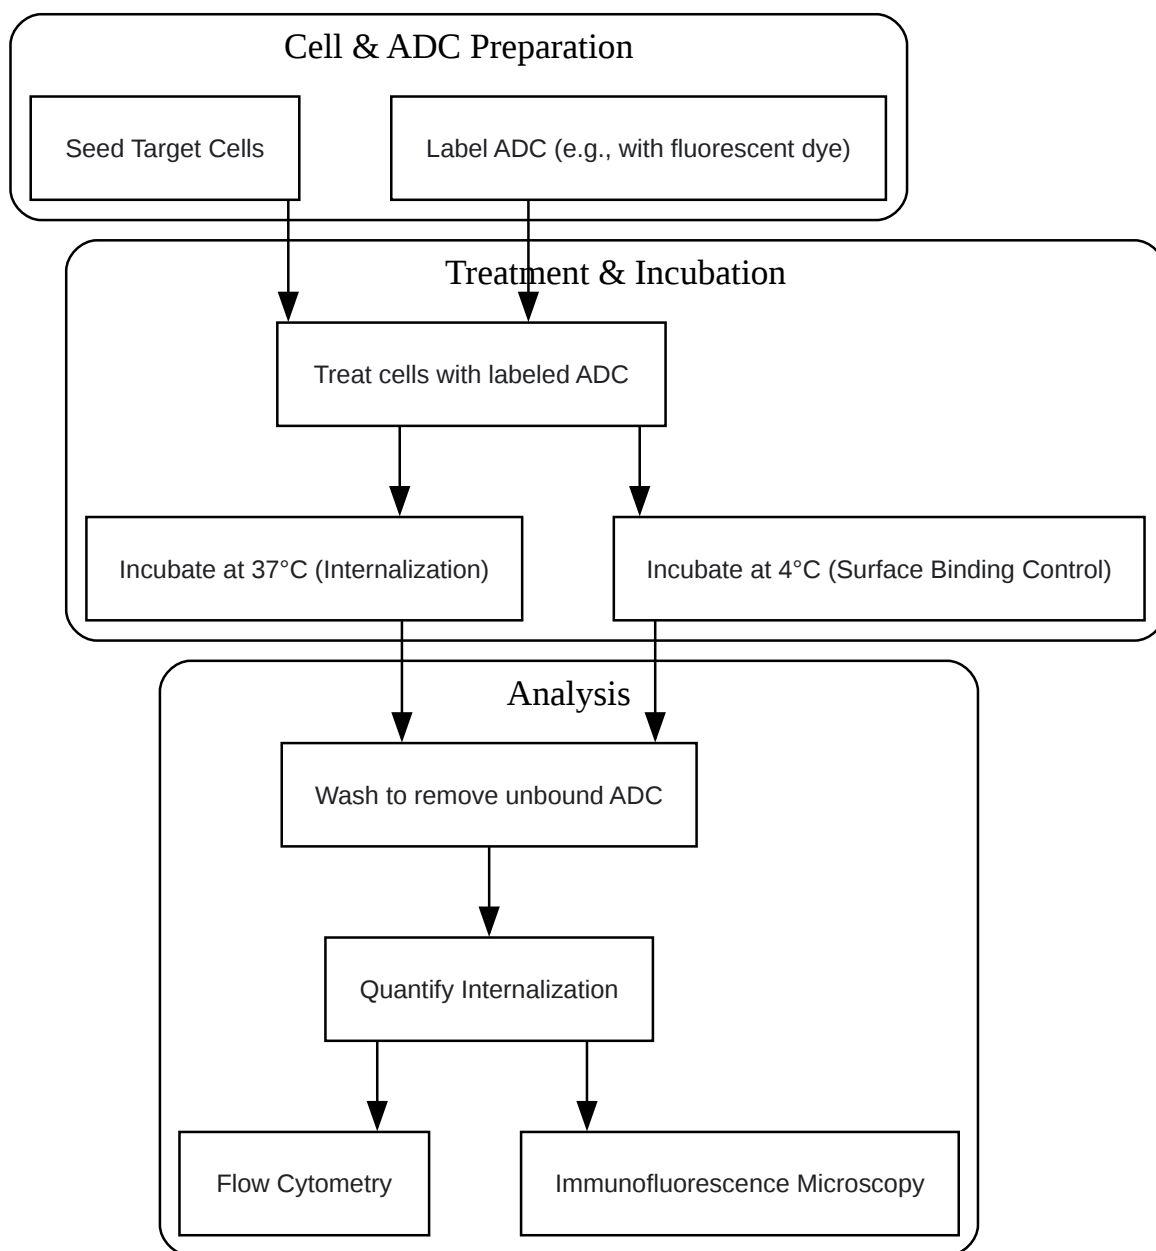 Cell & ADC Preparation
Seed Target Cells
Label ADC (e.g., with fluorescent dye)
Treatment & Incubation
Treat cells with labeled ADC
Incubate at 37°C (Internalization)
Incubate at 4°C (Surface Binding Control)
Analysis
Wash to remove unbound ADC
Quantify Internalization
Flow Cytometry
Immunofluorescence Microscopy